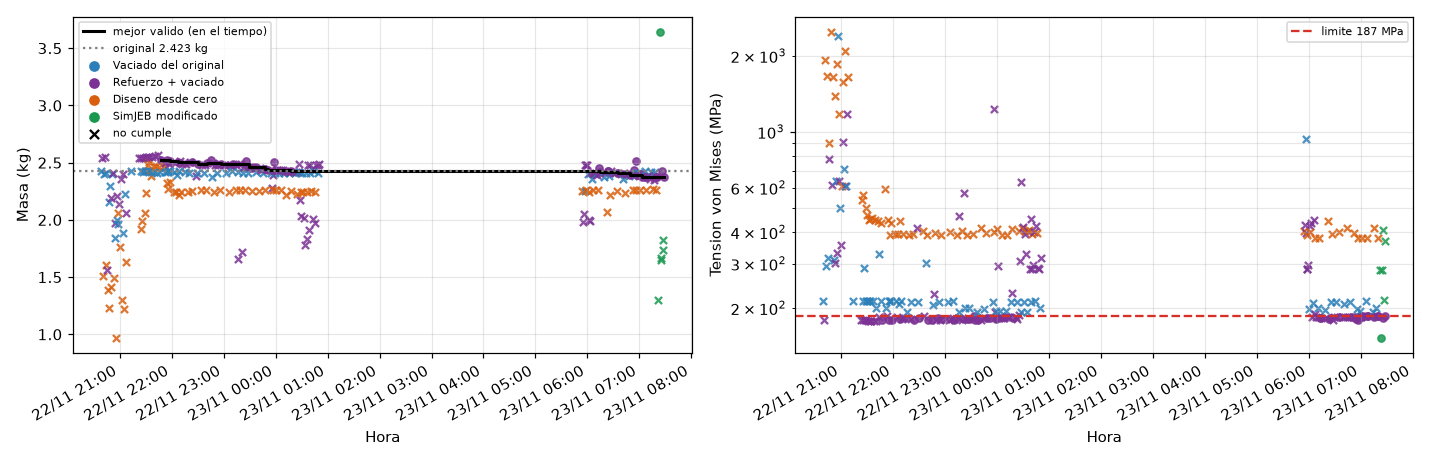 3.5
3.0
2.5
2.0
1.5
1.0
Masa (kg)
mejor valido (en el tiempo)
original 2.423 kg
Vaciado del original
Refuerzo + vaciado
Diseno desde cero
SimJEB modificado
no cumple
22/11 21:00
22/11 22:00
22/11 23:00
23/11 00:00
23/11 01:00
23/11 02:00
23/11 03:00
23/11 04:00
23/11 05:00
23/11 06:00
23/11 07:00
23/11 08:00
Hora
2 × 10³
10³
6 × 10²
4 × 10²
3 × 10²
2 × 10²
Tension von Mises (MPa)
limite 187 MPa
22/11 21:00
22/11 22:00
22/11 23:00
23/11 00:00
23/11 01:00
23/11 02:00
23/11 03:00
23/11 04:00
23/11 05:00
23/11 06:00
23/11 07:00
23/11 08:00
Hora